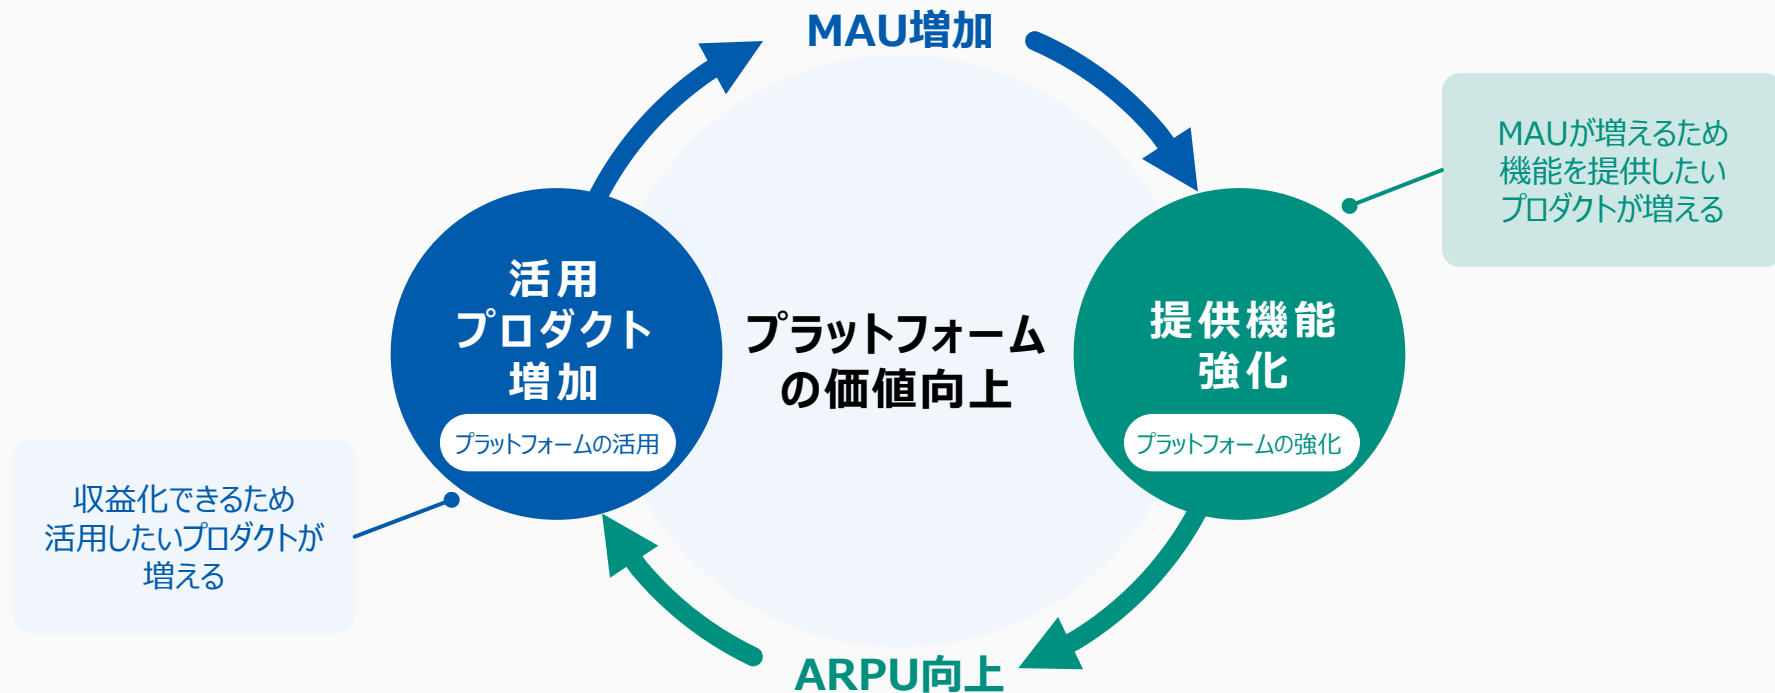 MAU増加
MAUが増えるため
機能を提供したい
プロダクトが増える
活用
プロダクト
増加
プラットフォームの活用
プラットフォーム
の価値向上
提供機能
強化
プラットフォームの強化
収益化できるため
活用したいプロダクトが
増える
ARPU向上